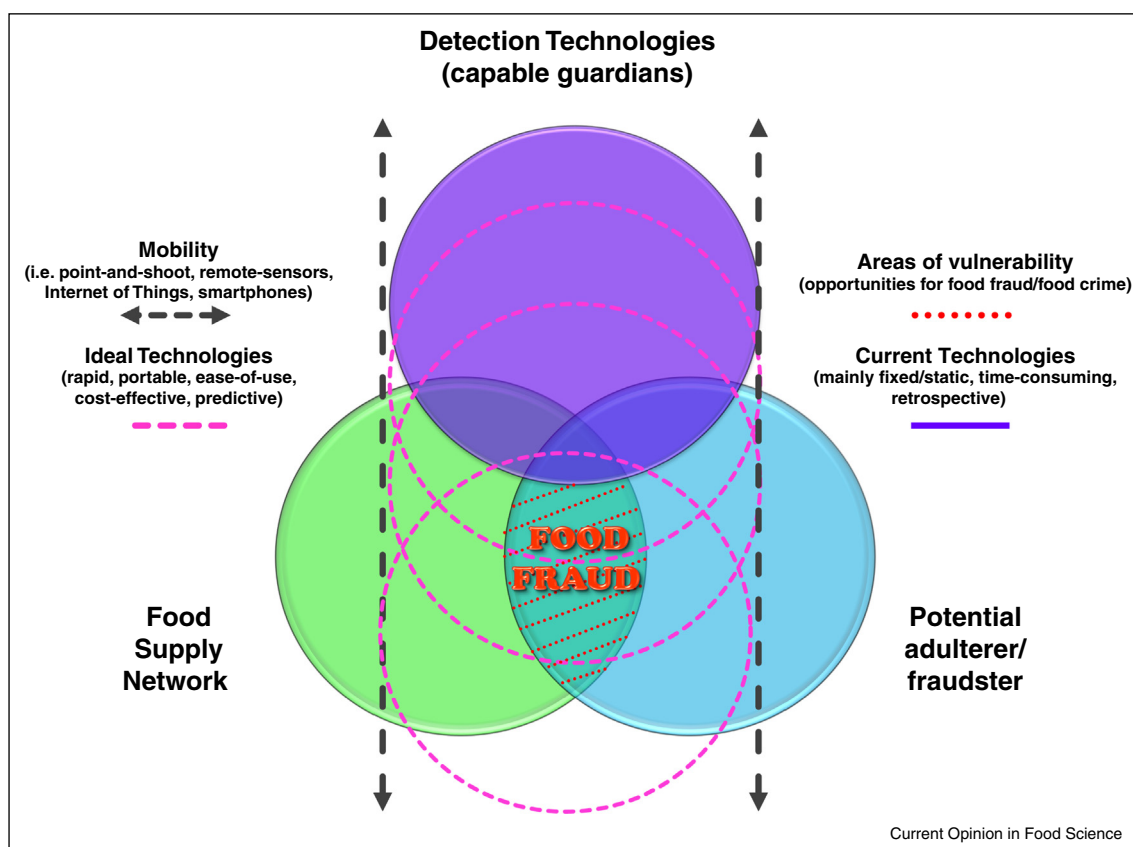 Detection Technologies
(capable guardians)
Mobility
(i.e. point-and-shoot, remote-sensors,
Internet of Things, smartphones)
Ideal Technologies
(rapid, portable, ease-of-use,
cost-effective, predictive)
Areas of vulnerability
(opportunities for food fraud/food crime)
Current Technologies
(mainly fixed/static, time-consuming,
retrospective)
FOOD
FRAUD
Food
Supply
Network
Potential
adulterer/
fraudster
Current Opinion in Food Science